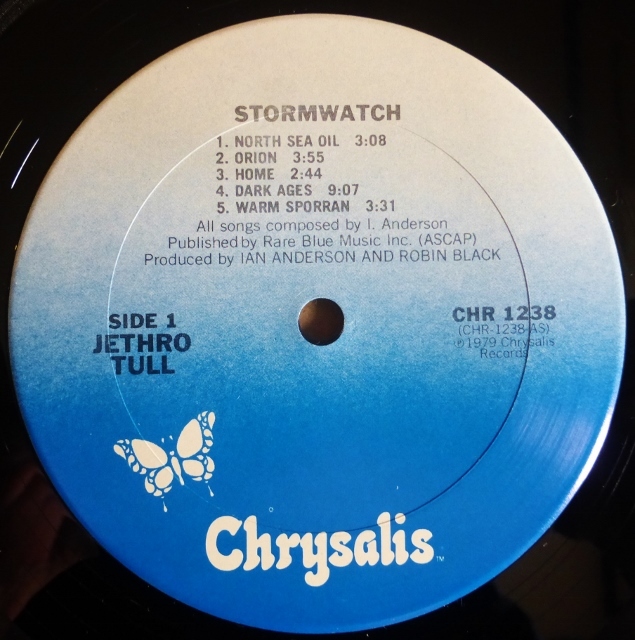 STORMWATCH
1. NORTH SEA OIL 3:08
2. ORION 3:55
3. HOME 2:44
4. DARK AGES 9:07
5. WARM SPORRAN 3:31
All songs composed by I. Anderson
Published by Rare Blue Music Inc. (ASCAP)
Produced by IAN ANDERSON AND ROBIN BLACK
SIDE 1
JETHRO
TULL
CHR 1238
(CHR-1238-AS)
℗1979 Chrysalis
Records
Chrysalis™